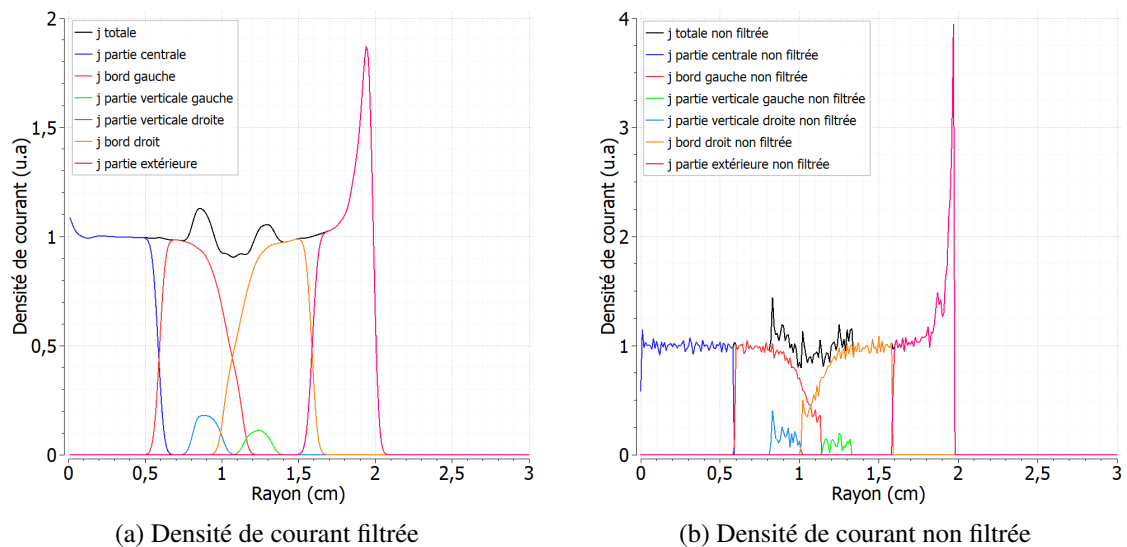 2
1,5
1
0,5
0
Densité de courant (u.a)
j totale
j partie centrale
j bord gauche
j partie verticale gauche
j partie verticale droite
j bord droit
j partie extérieure
0 0,5 1 1,5 2 2,5 3
Rayon (cm)
(a) Densité de courant filtrée
4
3
2
1
0
Densité de courant (u.a)
j totale non filtrée
j partie centrale non filtrée
j bord gauche non filtrée
j partie verticale gauche non filtrée
j partie verticale droite non filtrée
j bord droit non filtrée
j partie extérieure non filtrée
0 0,5 1 1,5 2 2,5 3
Rayon (cm)
(b) Densité de courant non filtrée